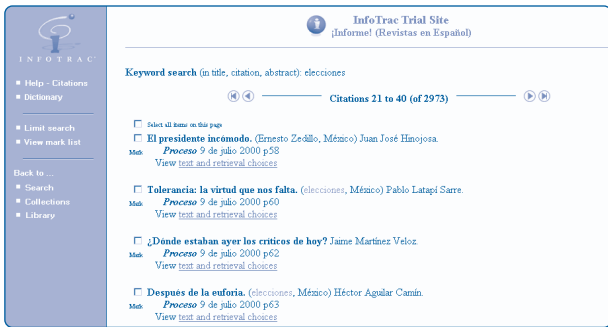 INFOTRAC
Help - Citations
Dictionary
Limit search
View mark list
Back to ...
Search
Collections
Library
InfoTrac Trial Site
¡Informe! (Revistas en Español)
Keyword search (in title, citation, abstract): elecciones
Citations 21 to 40 (of 2973)
Select all items on this page
El presidente incómodo. (Ernesto Zedillo, México) Juan José Hinojosa.
Mark Proceso 9 de julio 2000 p58
View text and retrieval choices
Tolerancia: la virtud que nos falta. (elecciones, México) Pablo Latapí Sarre.
Mark Proceso 9 de julio 2000 p60
View text and retrieval choices
¿Dónde estaban ayer los críticos de hoy? Jaime Martínez Veloz.
Mark Proceso 9 de julio 2000 p62
View text and retrieval choices
Después de la euforia. (elecciones, México) Héctor Aguilar Camín.
Mark Proceso 9 de julio 2000 p63
View text and retrieval choices